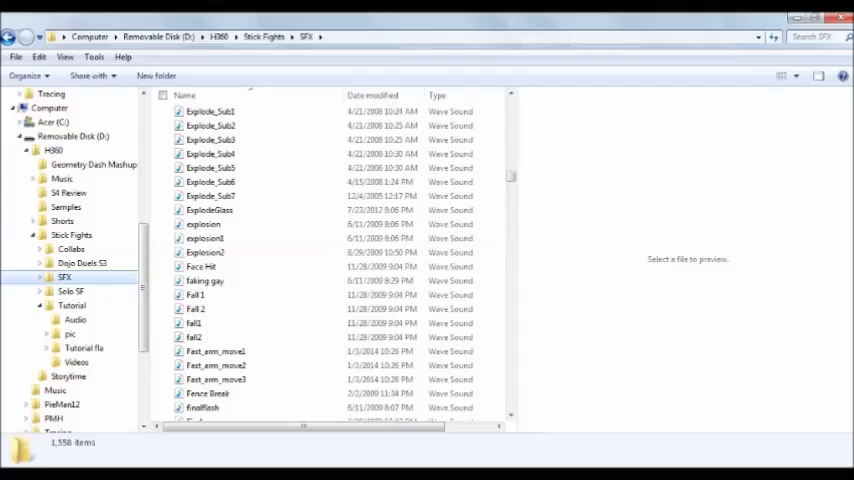 Computer ▸ Removable Disk (D:) ▸ H360 ▸ Stick Fights ▸ SFX ▸
Search SFX
File Edit View Tools Help
Organize ▾ Share with ▾ New folder
Name Date modified Type
Tracing
Computer
Acer (C:)
Removable Disk (D:)
H360
Geometry Dash Mashup
Music
S4 Review
Samples
Shorts
Stick Fights
Collabs
Dojo Duels S3
SFX
Solo SF
Tutorial
Audio
pic
Tutorial fla
Videos
Storytime
Music
PieMan12
PMH
Explode_Sub1 4/21/2008 10:24 AM Wave Sound
Explode_Sub2 4/21/2008 10:25 AM Wave Sound
Explode_Sub3 4/21/2008 10:25 AM Wave Sound
Explode_Sub4 4/21/2008 10:30 AM Wave Sound
Explode_Sub5 4/21/2008 10:30 AM Wave Sound
Explode_Sub6 4/15/2008 1:24 PM Wave Sound
Explode_Sub7 12/4/2005 12:17 PM Wave Sound
ExplodeGlass 7/23/2012 8:06 PM Wave Sound
explosion 6/11/2009 8:06 PM Wave Sound
explosion1 6/11/2009 8:06 PM Wave Sound
Explosion2 8/29/2009 10:50 PM Wave Sound
Face Hit 11/28/2009 9:04 PM Wave Sound
faking gay 6/11/2009 8:29 PM Wave Sound
Fall 1 11/28/2009 9:04 PM Wave Sound
Fall 2 11/28/2009 9:04 PM Wave Sound
fall1 11/28/2009 9:04 PM Wave Sound
fall2 11/28/2009 9:04 PM Wave Sound
Fast_arm_move1 1/3/2014 10:26 PM Wave Sound
Fast_arm_move2 1/3/2014 10:26 PM Wave Sound
Fast_arm_move3 1/3/2014 10:26 PM Wave Sound
Fence Break 2/2/2009 11:34 PM Wave Sound
finalflash 6/11/2009 8:07 PM Wave Sound
Select a file to preview.
1,558 items